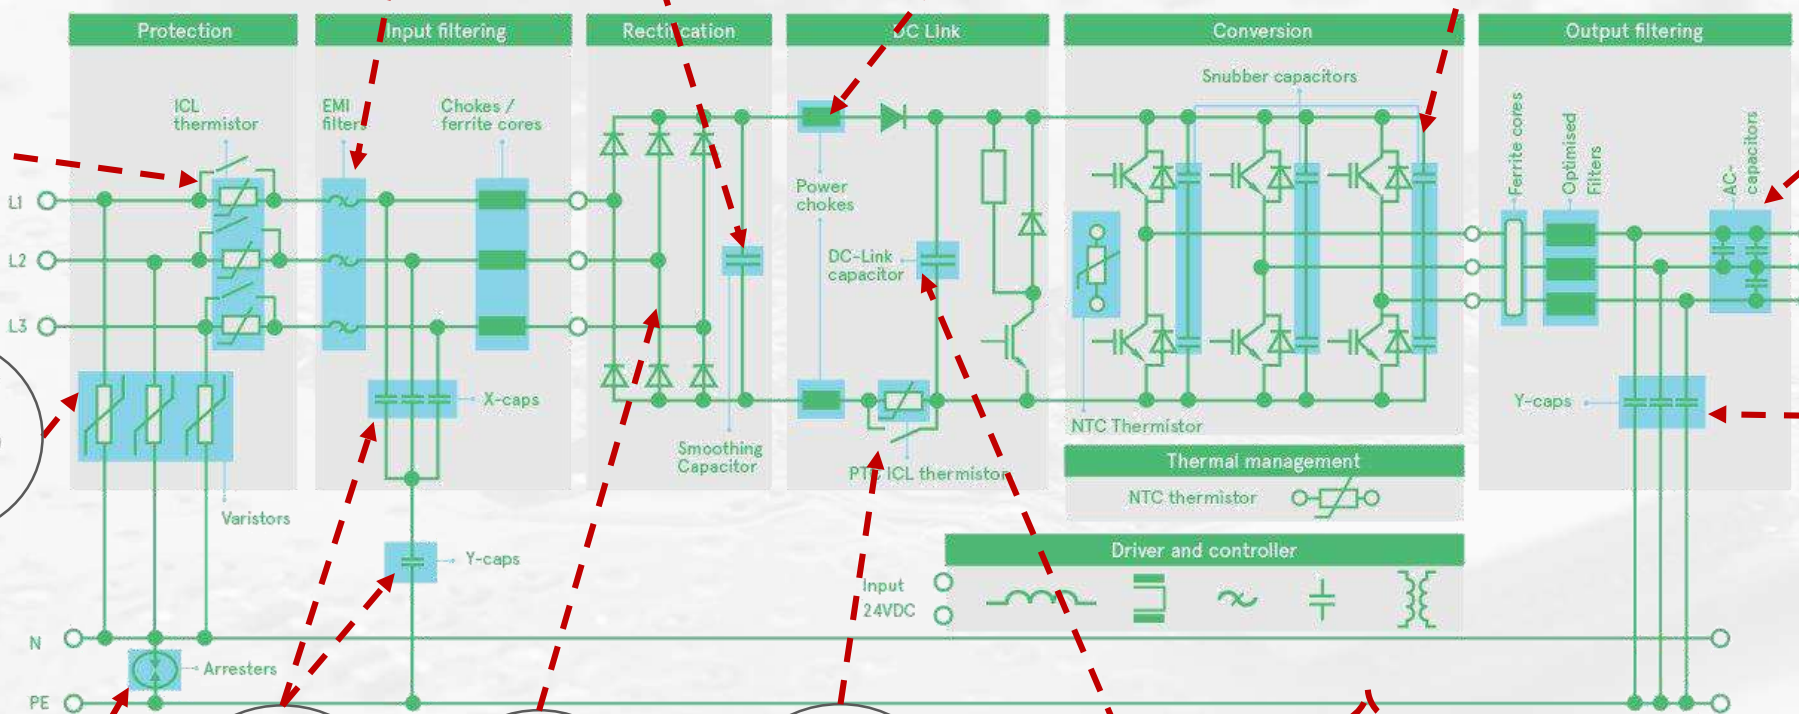 Protection
Input filtering
Rectification
DC Link
Conversion
Output filtering
ICL
thermistor
EMI
filters
Chokes /
ferrite cores
Snubber capacitors
Ferrite cores
Optimised
Filters
AC-
capacitors
L1
L2
L3
Power
chokes
DC-Link
capacitor
X-caps
Y-caps
NTC Thermistor
Smoothing
Capacitor
PTC ICL thermistor
Thermal management
NTC thermistor
Varistors
Y-caps
Driver and controller
Input
24VDC
N
Arresters
PE